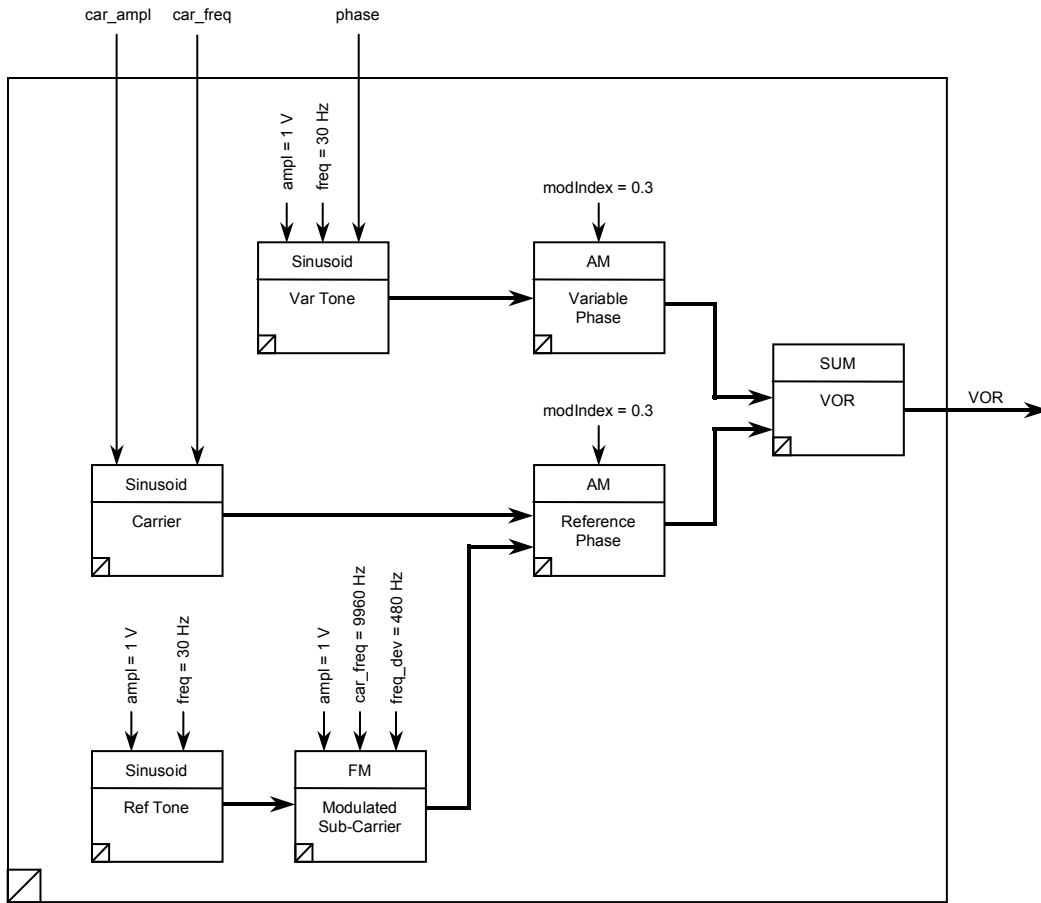 car_ampl
car_freq
phase
ampl = 1 V
freq = 30 Hz
modIndex = 0.3
Sinusoid
Var Tone
AM
Variable
Phase
SUM
VOR
VOR
modIndex = 0.3
Sinusoid
Carrier
AM
Reference
Phase
ampl = 1 V
freq = 30 Hz
ampl = 1 V
car_freq = 9960 Hz
freq_dev = 480 Hz
Sinusoid
Ref Tone
FM
Modulated
Sub-Carrier